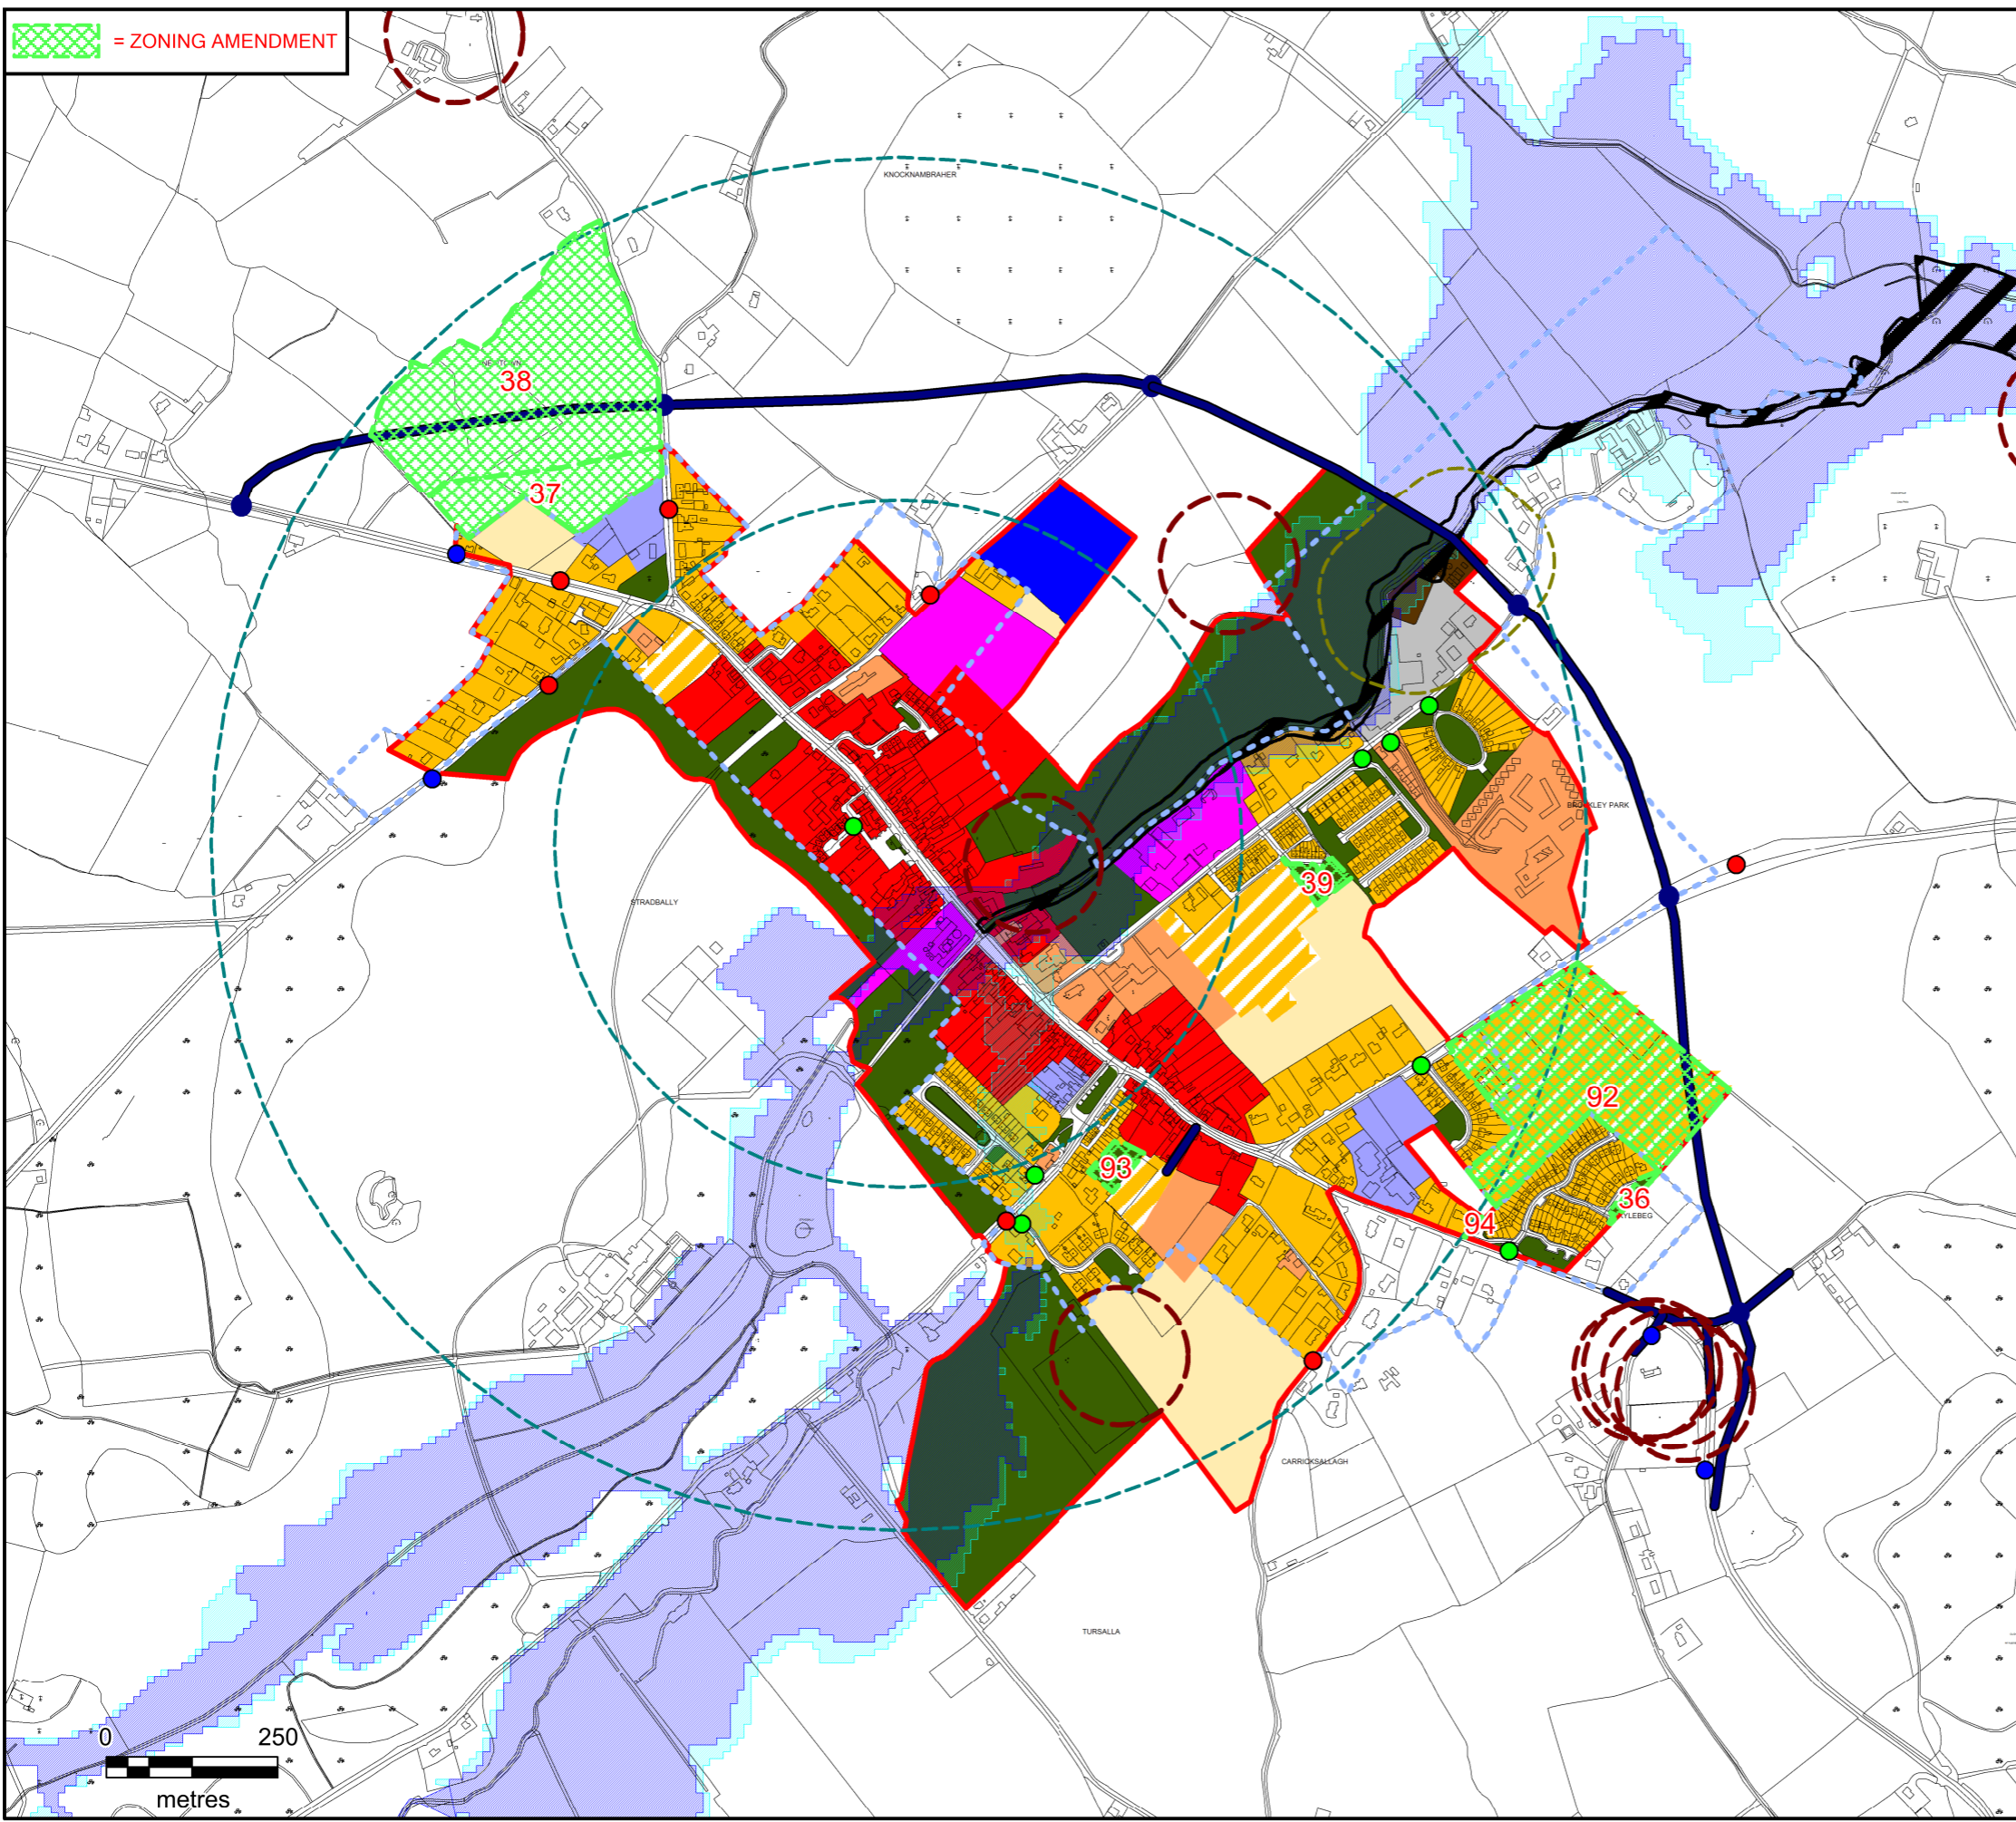 = ZONING AMENDMENT
KNOCKNAMBRAHER
38
37
BROCKLEY PARK
39
STRADBALLY
92
93
36
94
CARRICKSALLAGH
TURSALLA
0 250
metres